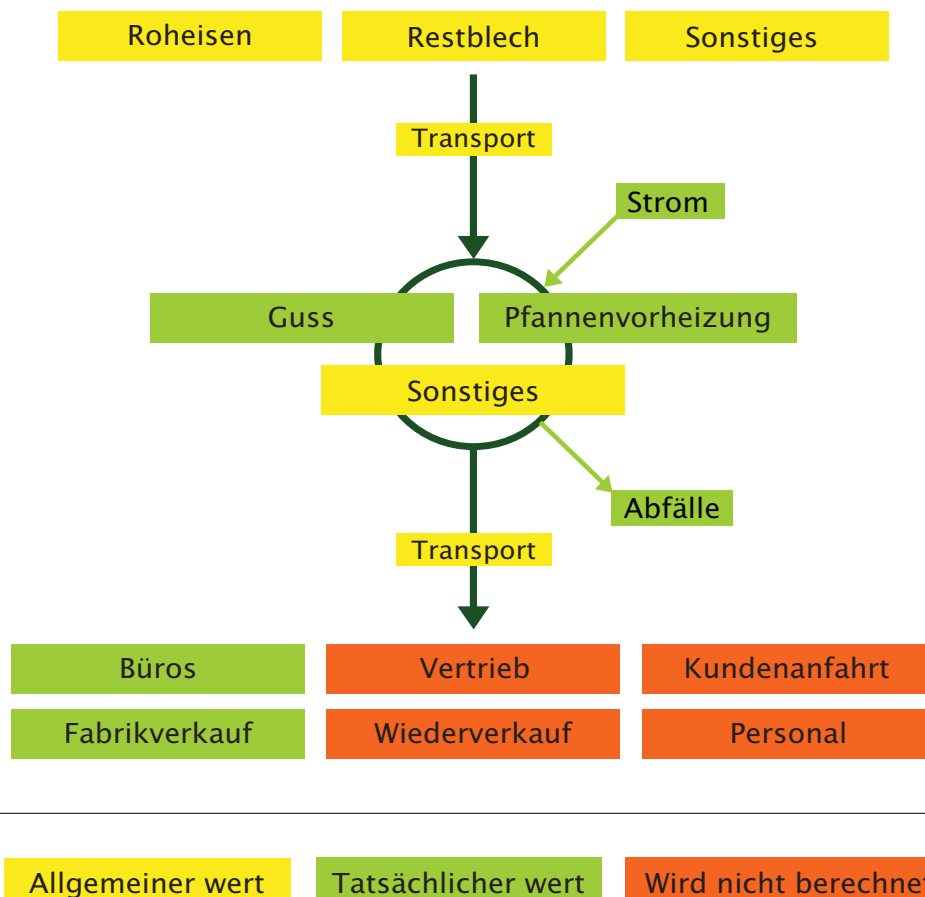 Roheisen
Restblech
Sonstiges
Transport
Strom
Guss
Pfannenvorheizung
Sonstiges
Abfälle
Transport
Büros
Vertrieb
Kundenanfahrt
Fabrikverkauf
Wiederverkauf
Personal
Allgemeiner wert
Tatsächlicher wert
Wird nicht berechnet